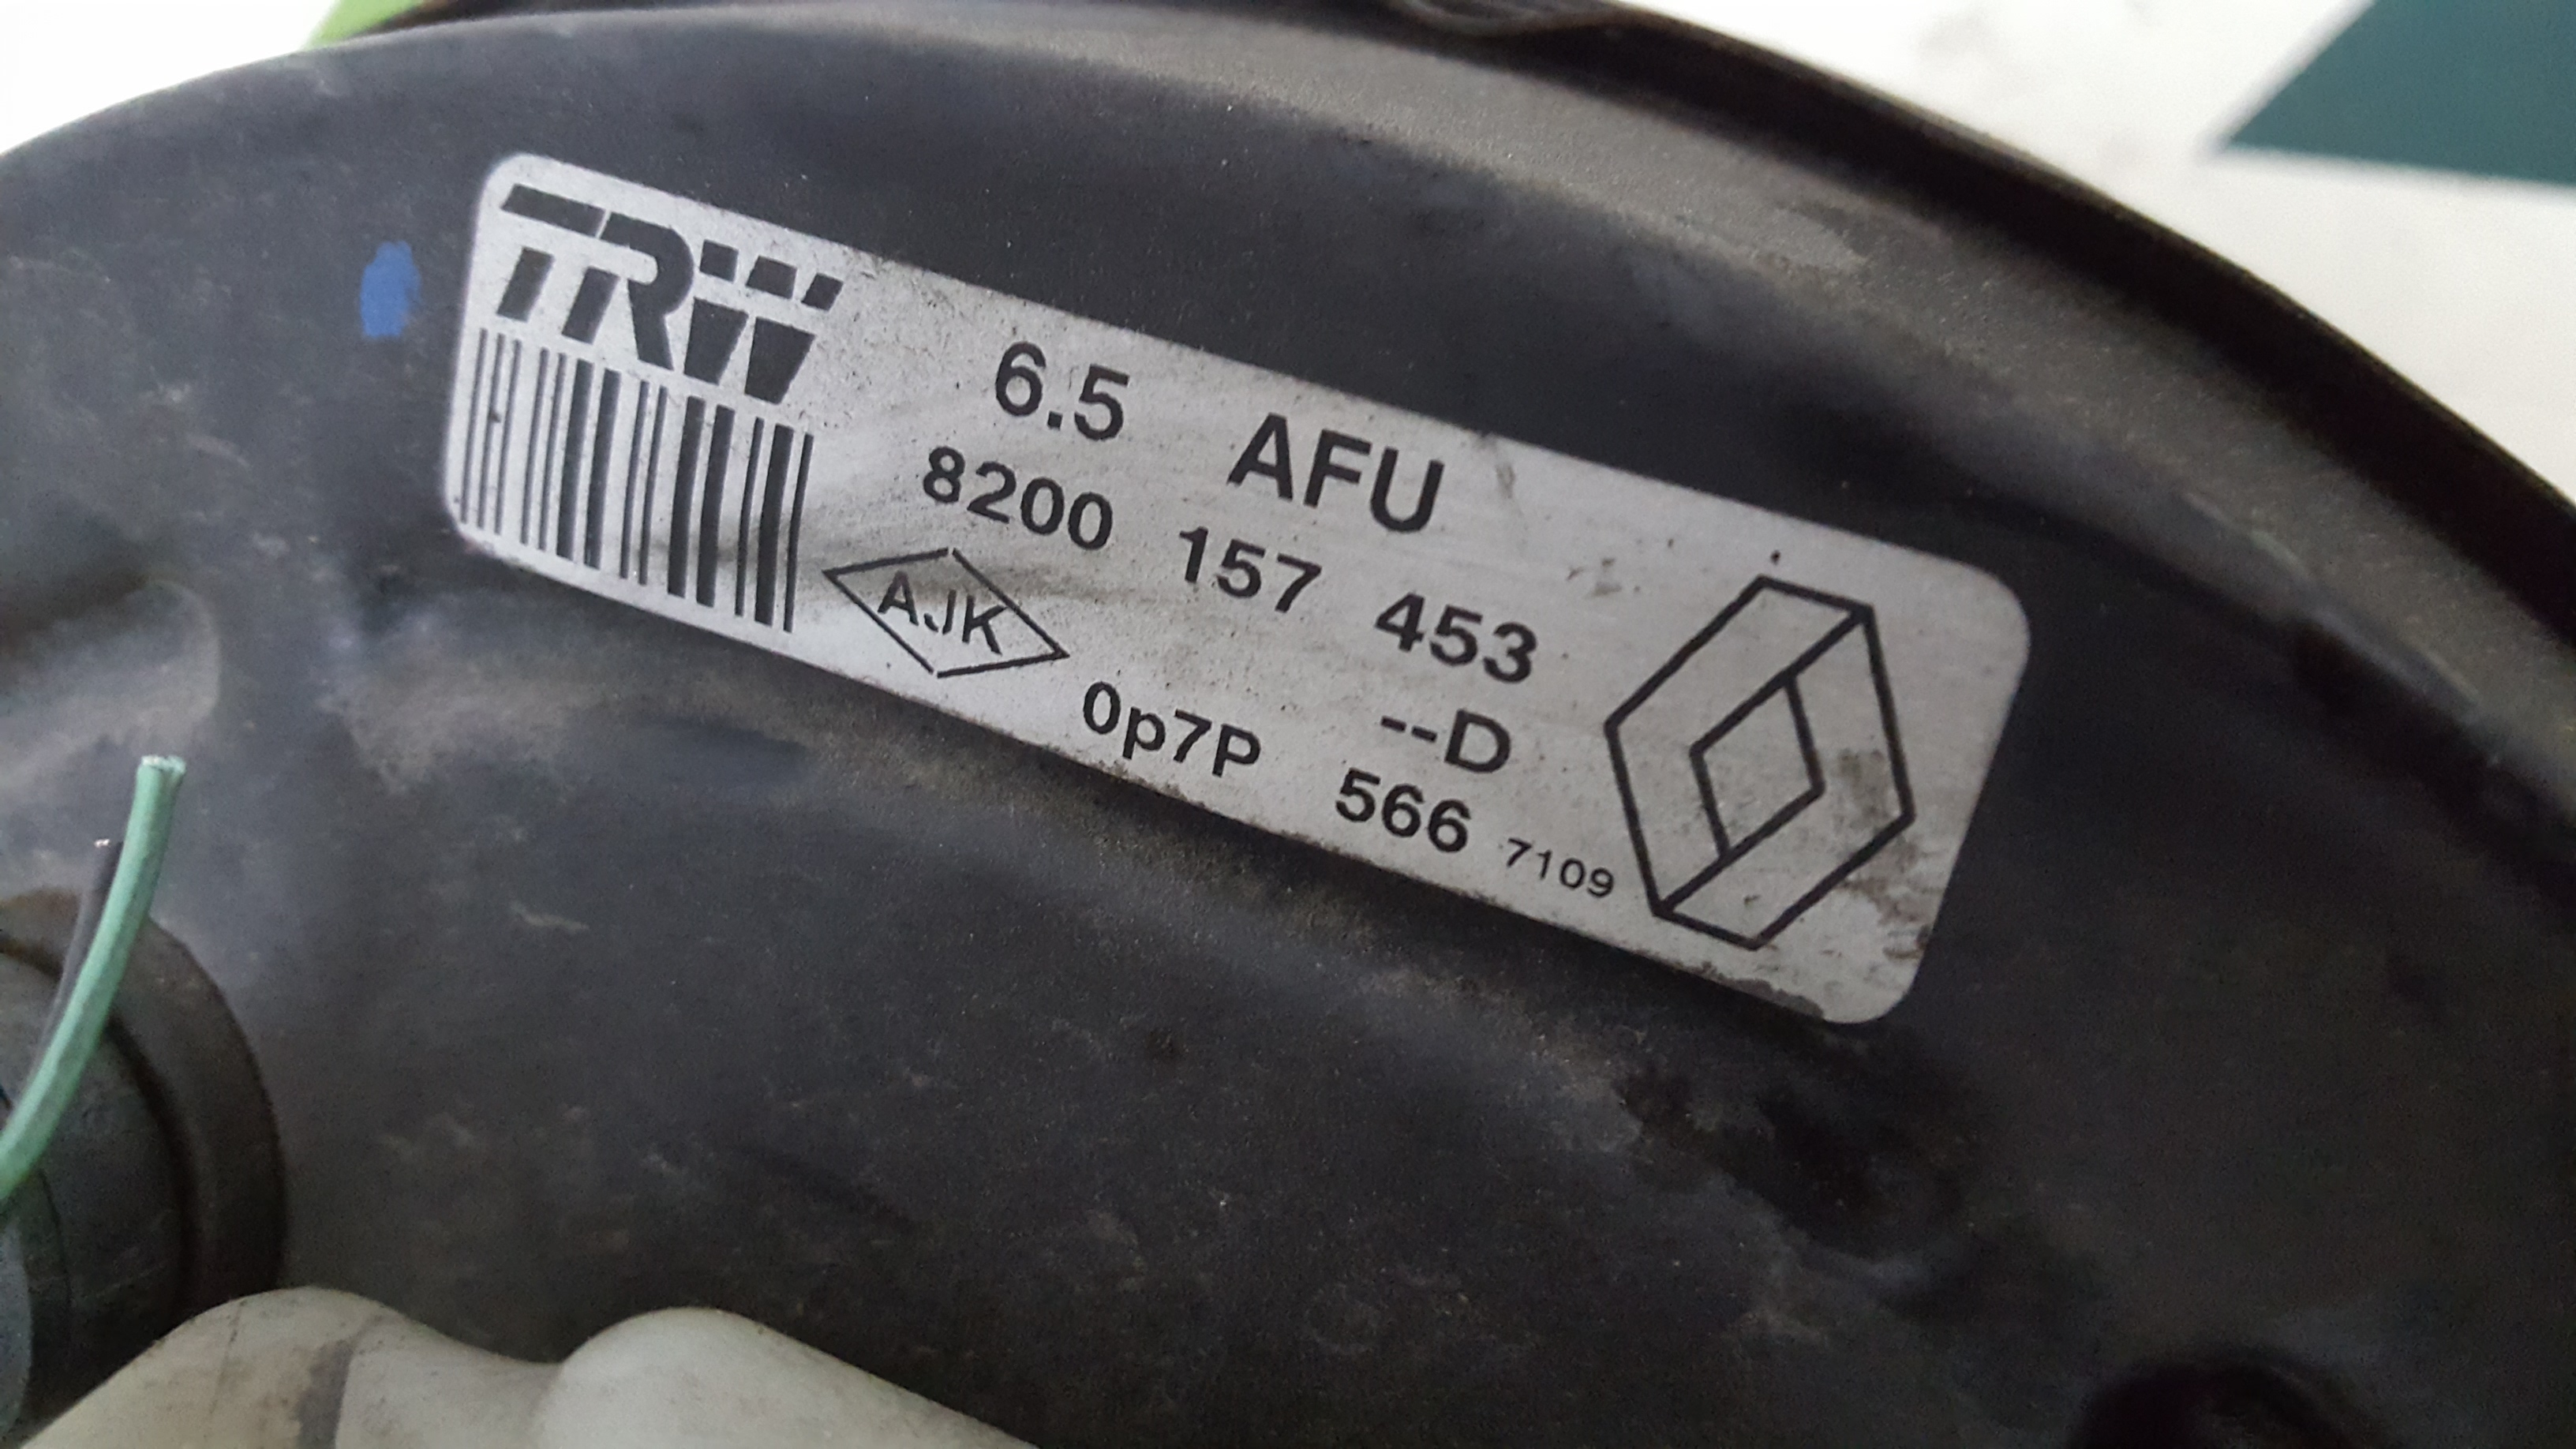 TRW
6.5 AFU
8200 157 453
AJK
--D
0p7P 566 7109